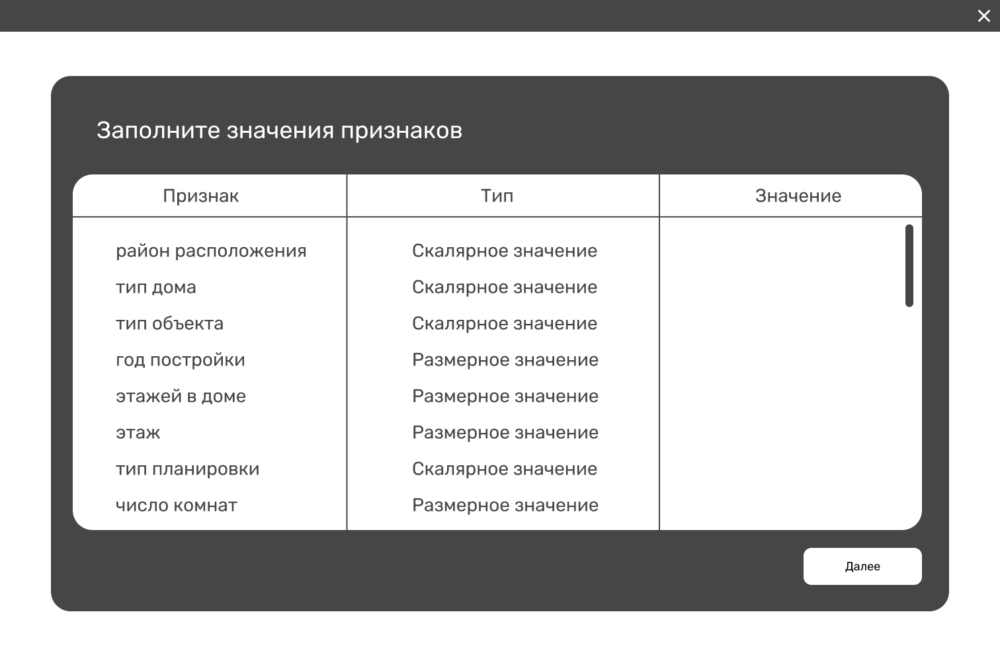 Заполните значения признаков
Признак Тип Значение
район расположения Скалярное значение
тип дома Скалярное значение
тип объекта Скалярное значение
год постройки Размерное значение
этажей в доме Размерное значение
этаж Размерное значение
тип планировки Скалярное значение
число комнат Размерное значение
Далее